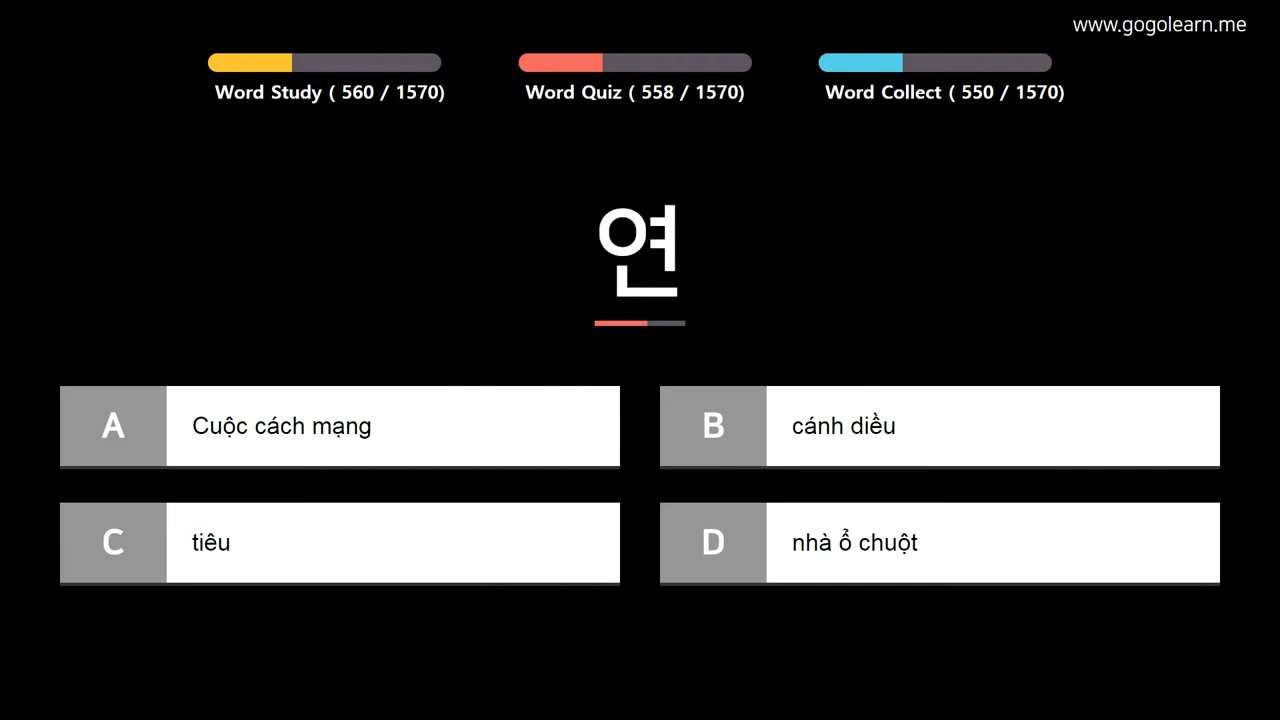 www.gogolearn.me
Word Study ( 560 / 1570)
Word Quiz ( 558 / 1570)
Word Collect ( 550 / 1570)
연
A
Cuộc cách mạng
B
cánh diều
C
tiêu
D
nhà ổ chuột